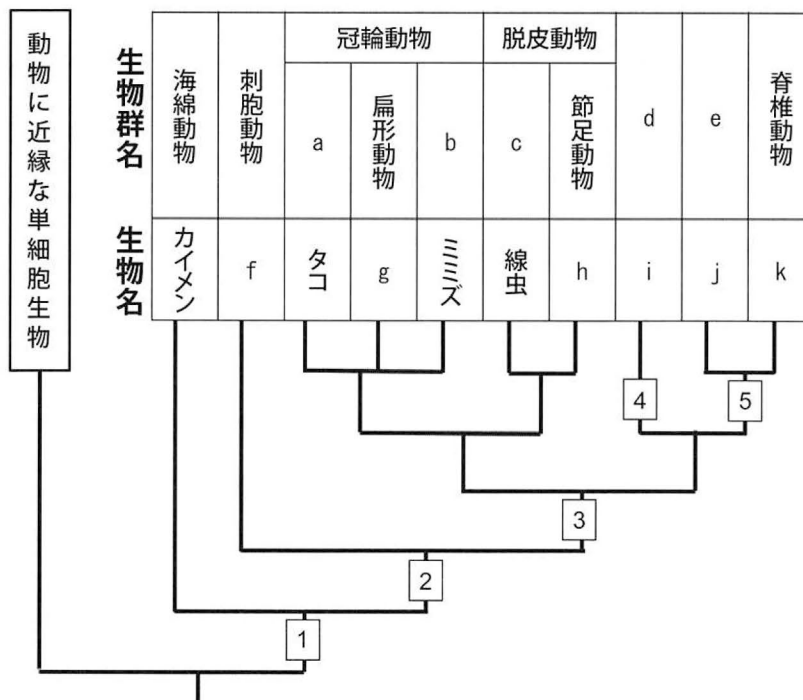 動物に近縁な単細胞生物
生物群名
海綿動物
刺胞動物
冠輪動物
a
扁形動物
b
脱皮動物
c
節足動物
d
e
脊椎動物
生物名
カイメン
f
タコ
g
ミミズ
線虫
h
i
j
k
4
5
3
2
1